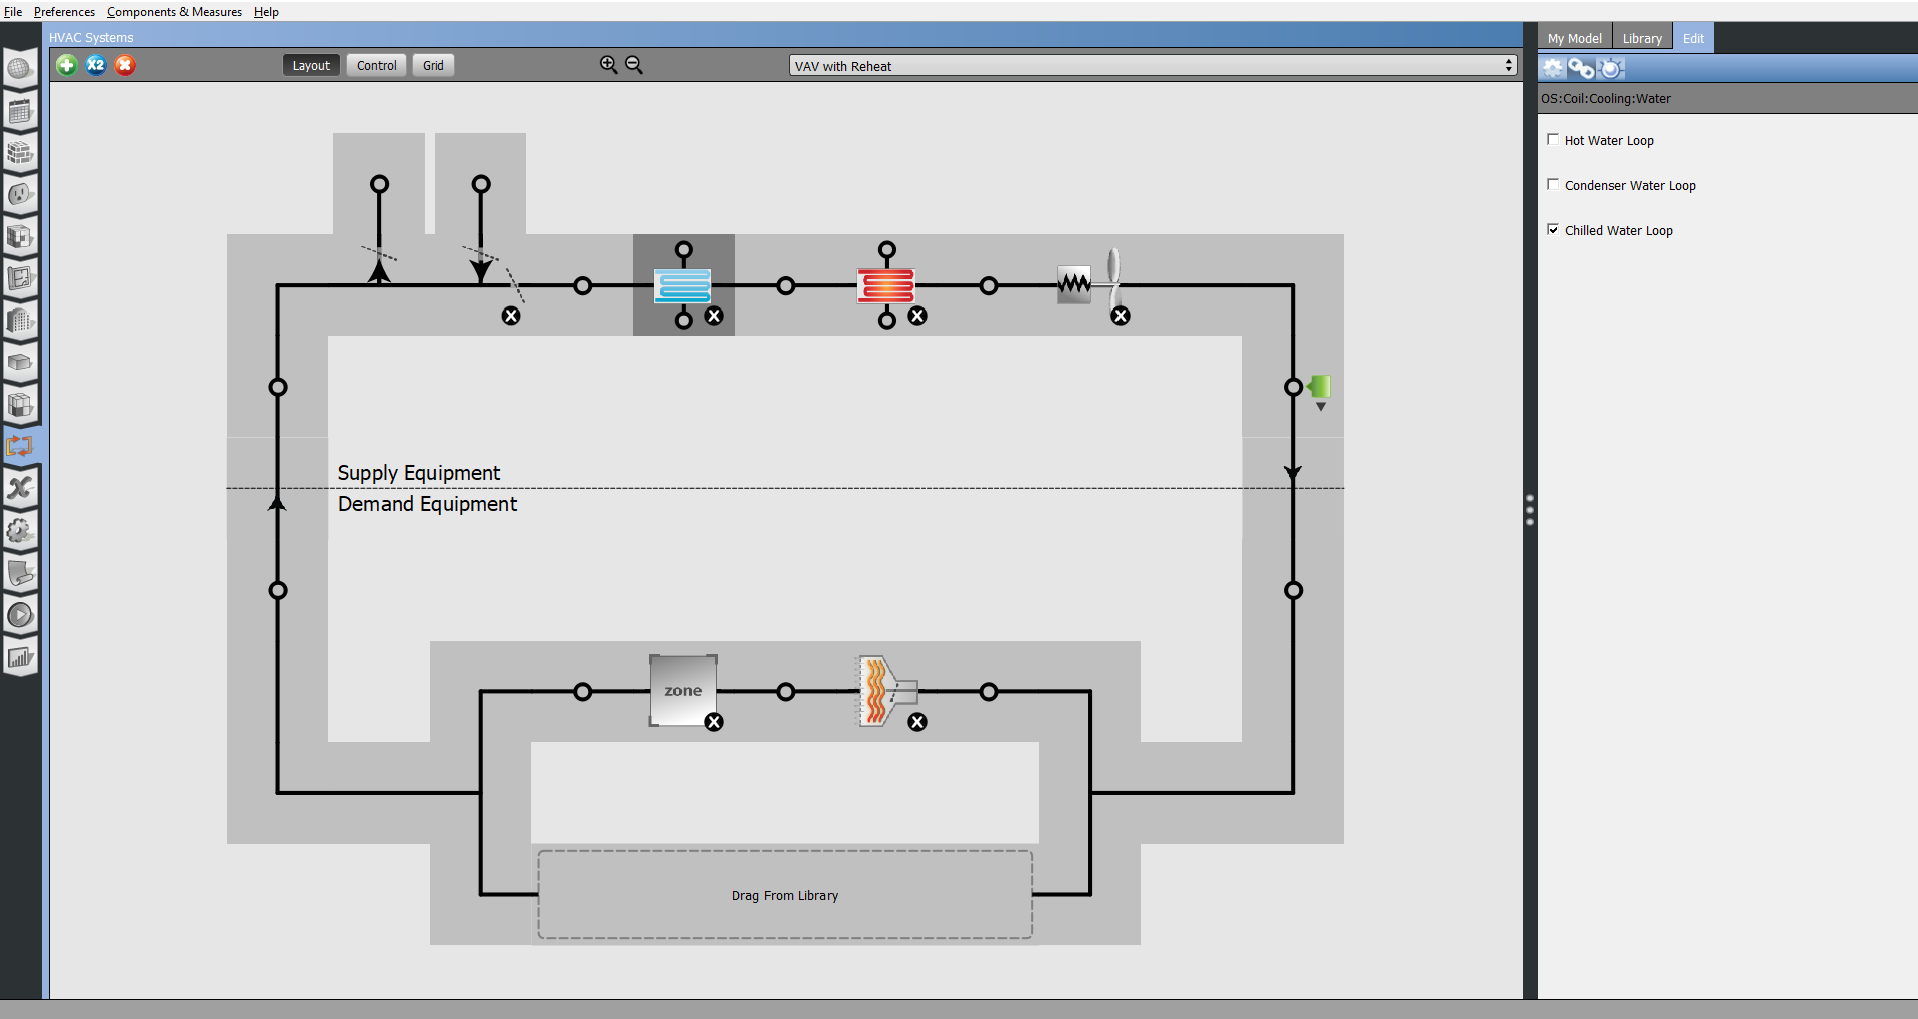 File Preferences Components & Measures Help
HVAC Systems
My Model Library Edit
X2 Layout Control Grid VAV with Reheat
OS:Coil:Cooling:Water
Hot Water Loop
Condenser Water Loop
Chilled Water Loop
Supply Equipment
Demand Equipment
zone
Drag From Library